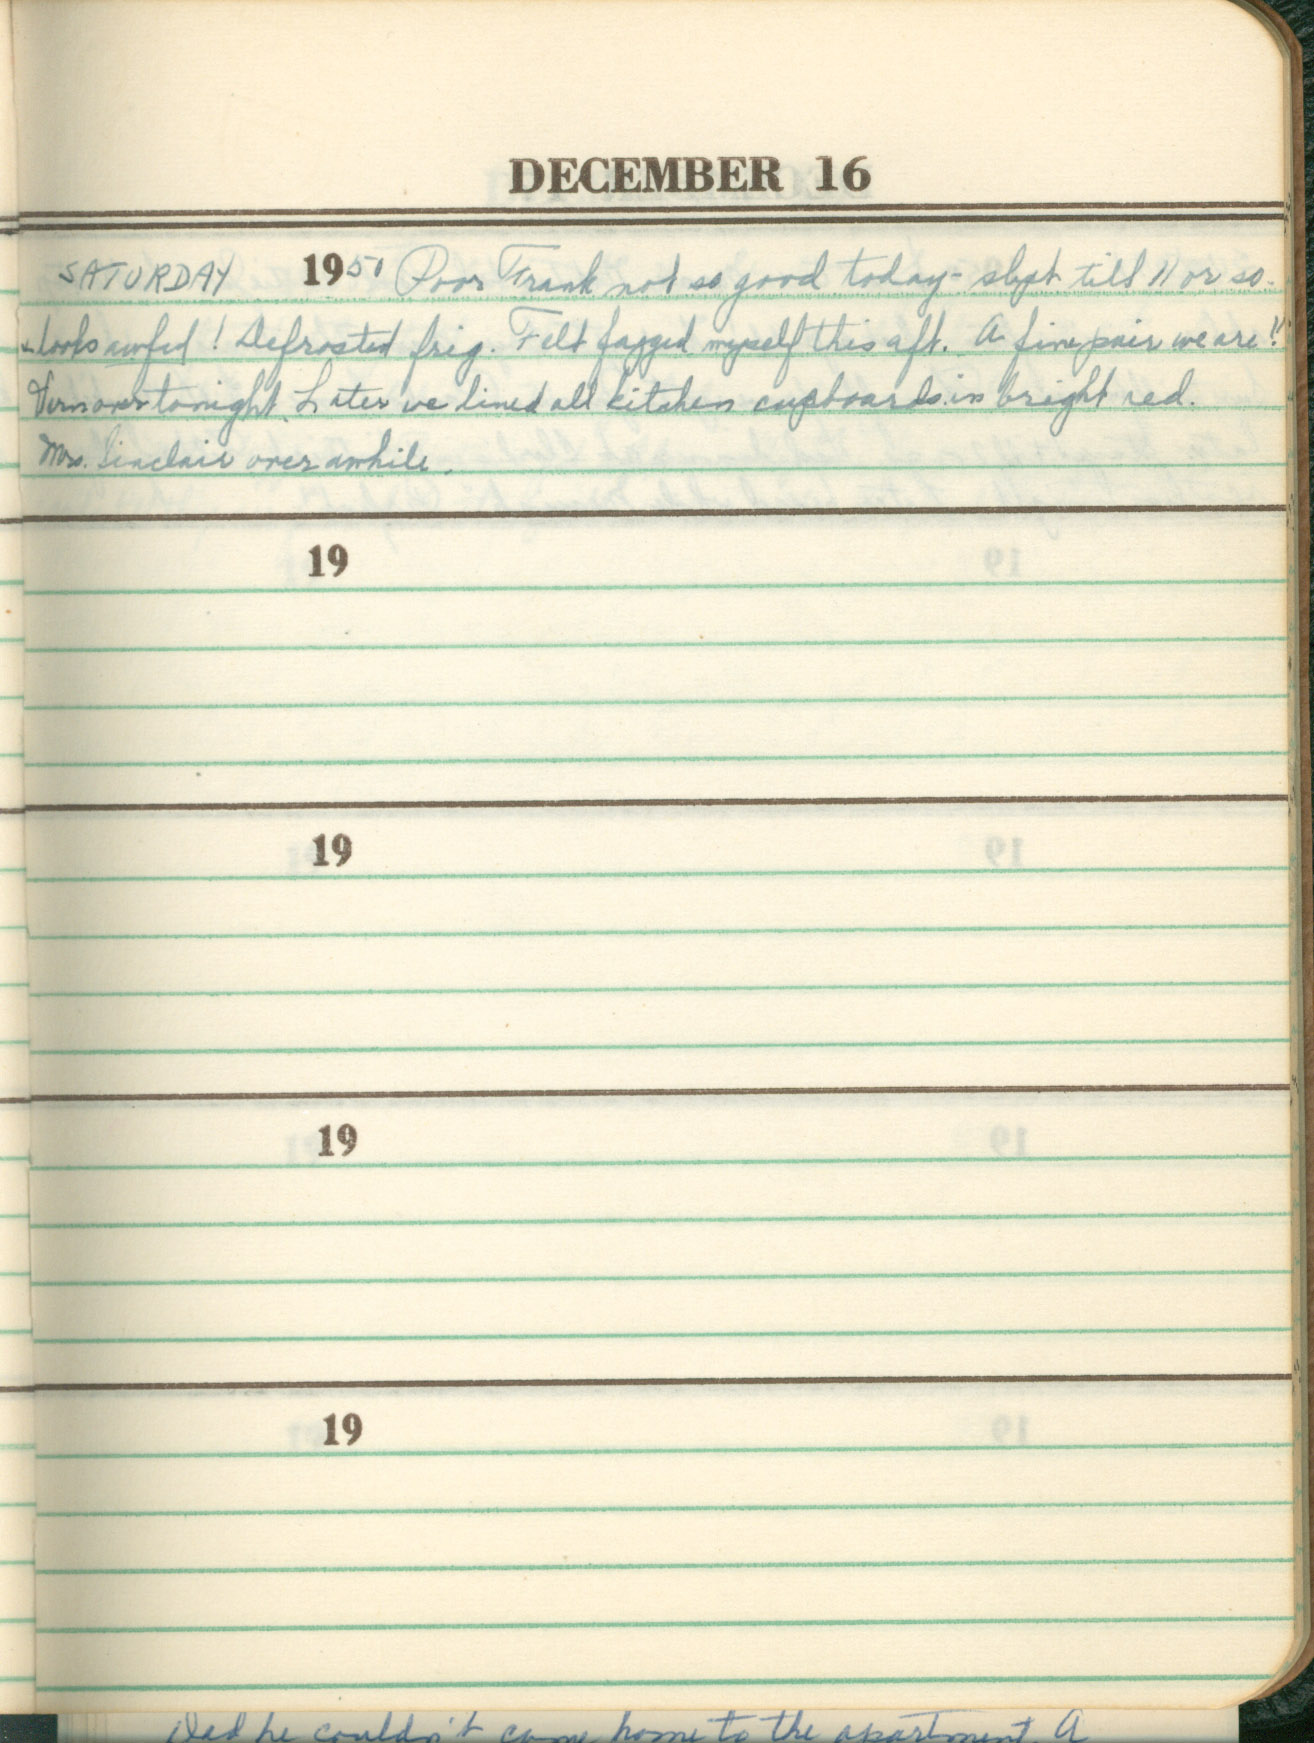 DECEMBER 16
SATURDAY 1950 Poor Frank not so good today - slept till 11 or so -
looks awful! Defrosted frig. Felt fagged myself this aft. A fine pair we are!!
Vern over tonight. Later we lined all kitchen cupboards in bright red.
Mrs. Sinclair over awhile.
19
19
19
19
Dad he couldn't come home to the apartment. A